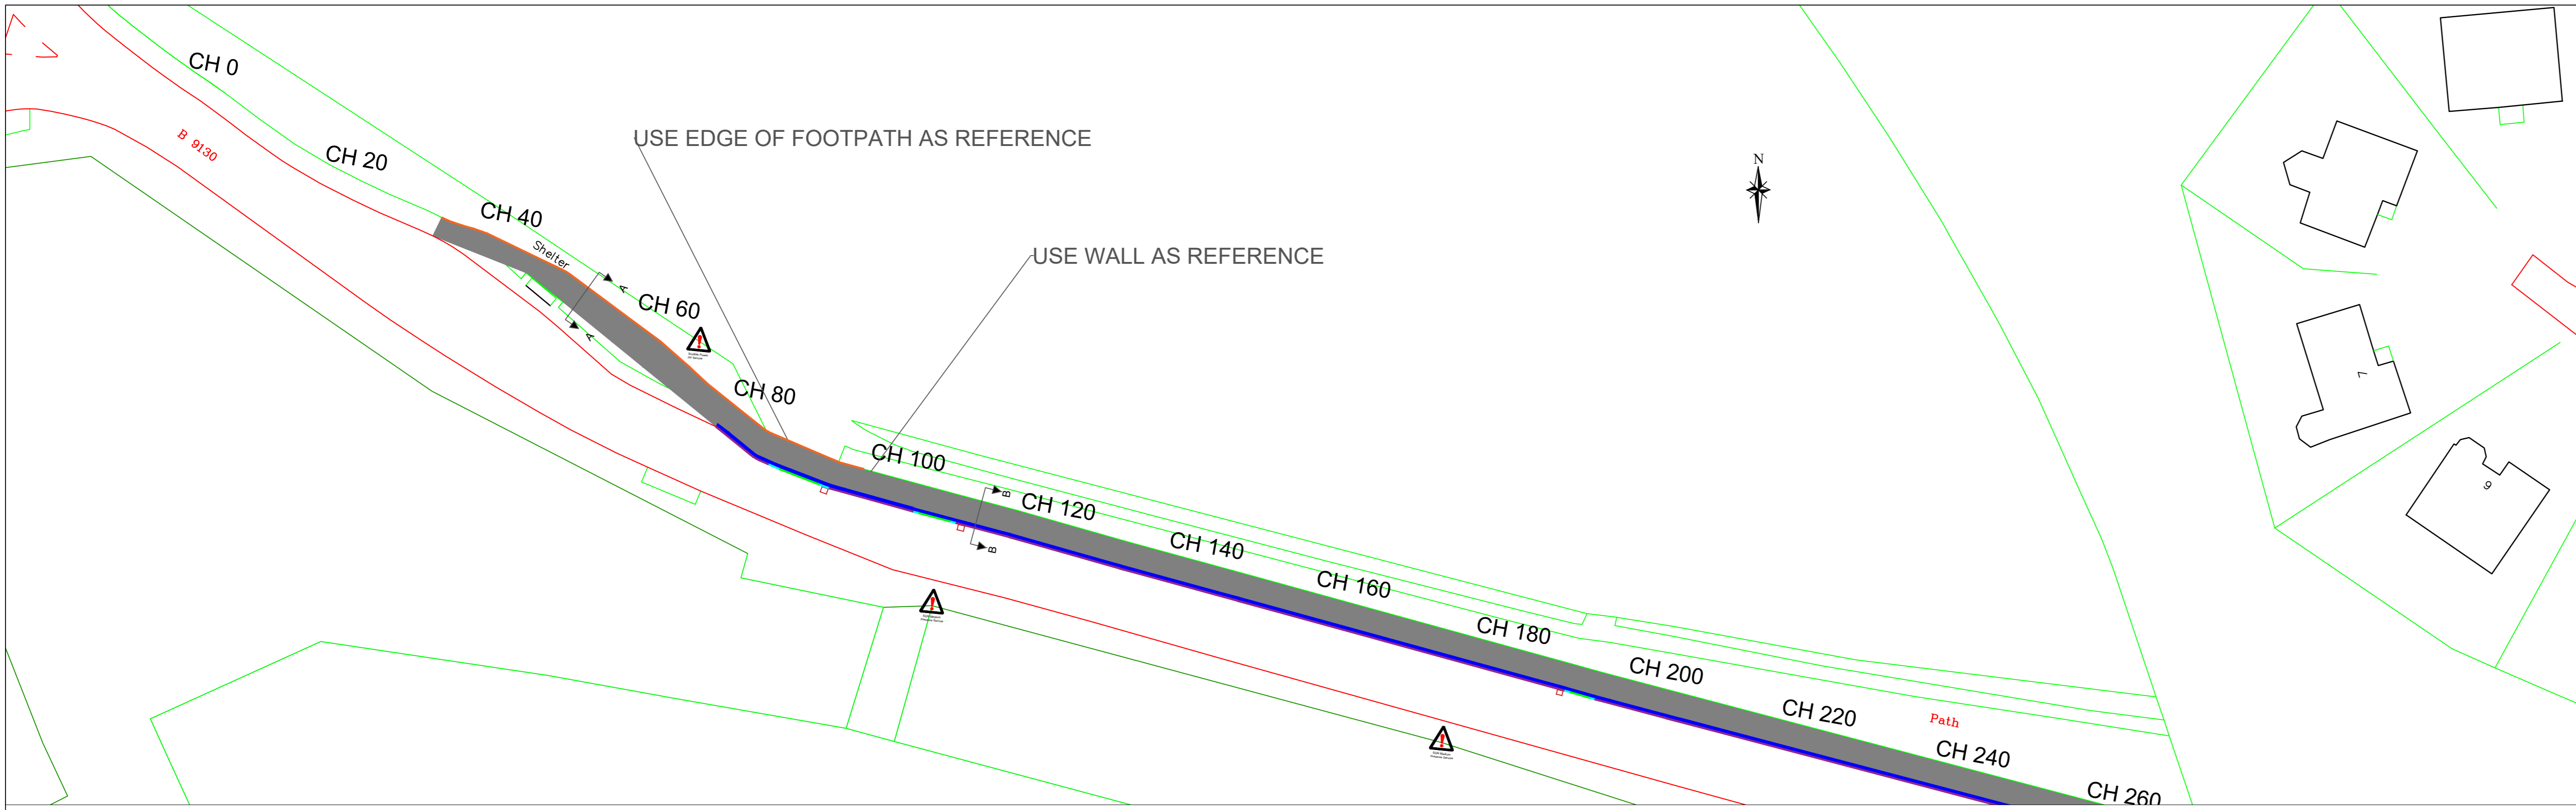 CH 0
B 9130
CH 20
USE EDGE OF FOOTPATH AS REFERENCE
N
CH 40
Shelter
USE WALL AS REFERENCE
A
CH 60
A
7
CH 80
CH 100
9
B
CH 120
B
CH 140
CH 160
CH 180
CH 200
CH 220
Path
CH 240
CH 260